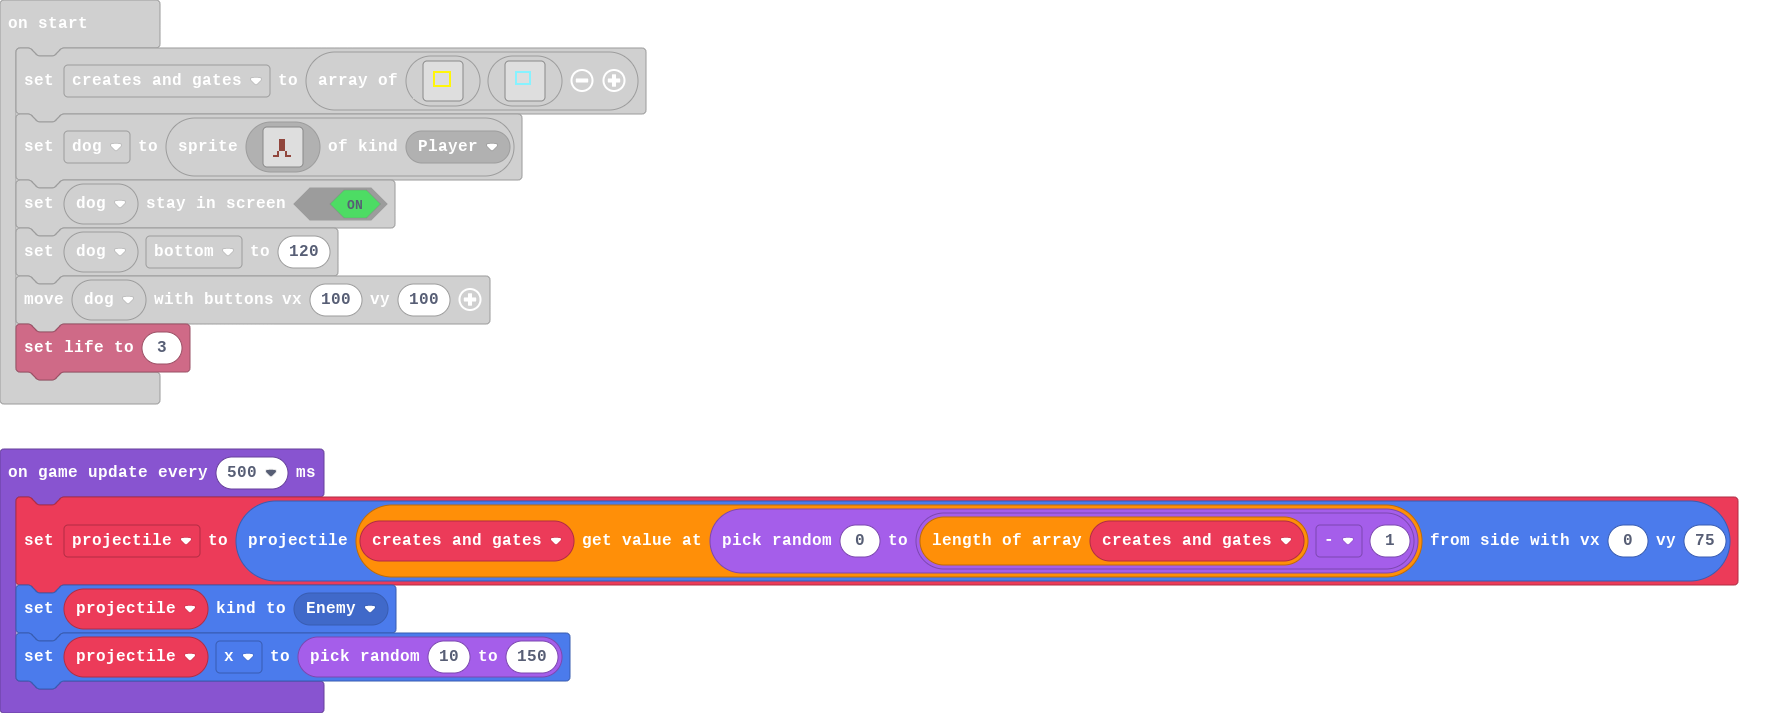 on start
set creates and gates to array of
set dog to sprite of kind Player
set dog stay in screen ON
set dog bottom to 120
move dog with buttons vx 100 vy 100
set life to 3
on game update every 500 ms
set projectile to projectile creates and gates get value at pick random 0 to length of array creates and gates - 1 from side with vx 0 vy 75
set projectile kind to Enemy
set projectile x to pick random 10 to 150